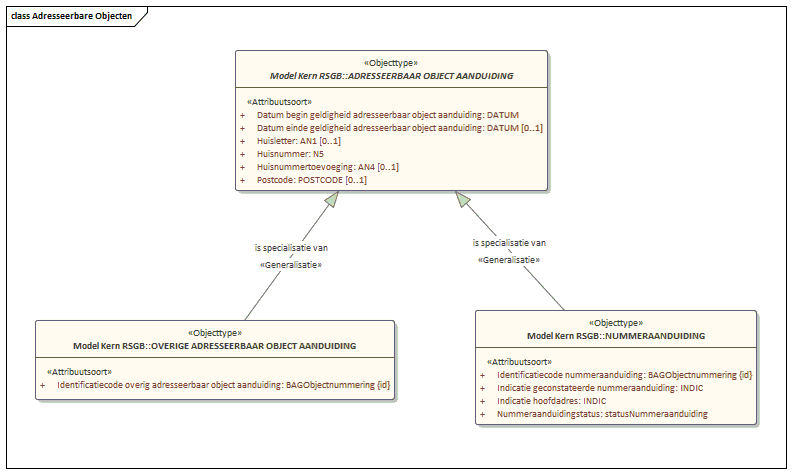 class Adresseerbare Objecten
«Objecttype»
Model Kern RSGB::ADRESSEERBAAR OBJECT AANDUIDING
«Attribuutsoort»
+ Datum begin geldigheid adresseerbaar object aanduiding: DATUM
+ Datum einde geldigheid adresseerbaar object aanduiding: DATUM [0..1]
+ Huisletter: AN1 [0..1]
+ Huisnummer: N5
+ Huisnummertoevoeging: AN4 [0..1]
+ Postcode: POSTCODE [0..1]
is specialisatie van
«Generalisatie»
is specialisatie van
«Generalisatie»
«Objecttype»
Model Kern RSGB::OVERIGE ADRESSEERBAAR OBJECT AANDUIDING
«Attribuutsoort»
+ Identificatiecode overig adresseerbaar object aanduiding: BAGObjectnummering {id}
«Objecttype»
Model Kern RSGB::NUMMERAANDUIDING
«Attribuutsoort»
+ Identificatiecode nummeraanduiding: BAGObjectnummering {id}
+ Indicatie geconstateerde nummeraanduiding: INDIC
+ Indicatie hoofdadres: INDIC
+ Nummeraanduidingstatus: statusNummeraanduiding